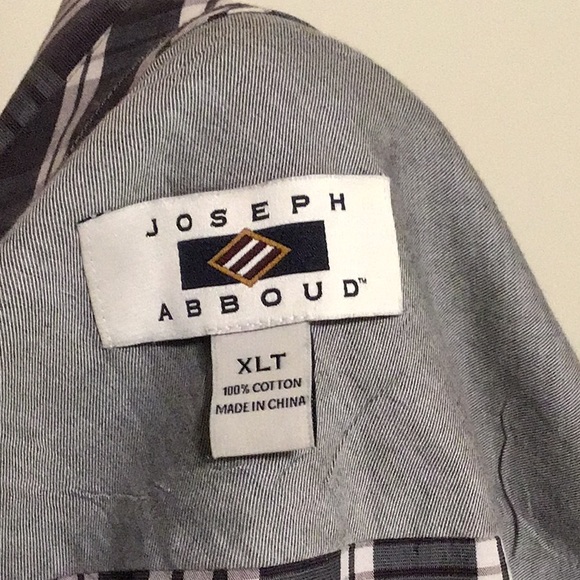 JOSEPH
ABBOUD™
XLT
100% COTTON
MADE IN CHINA